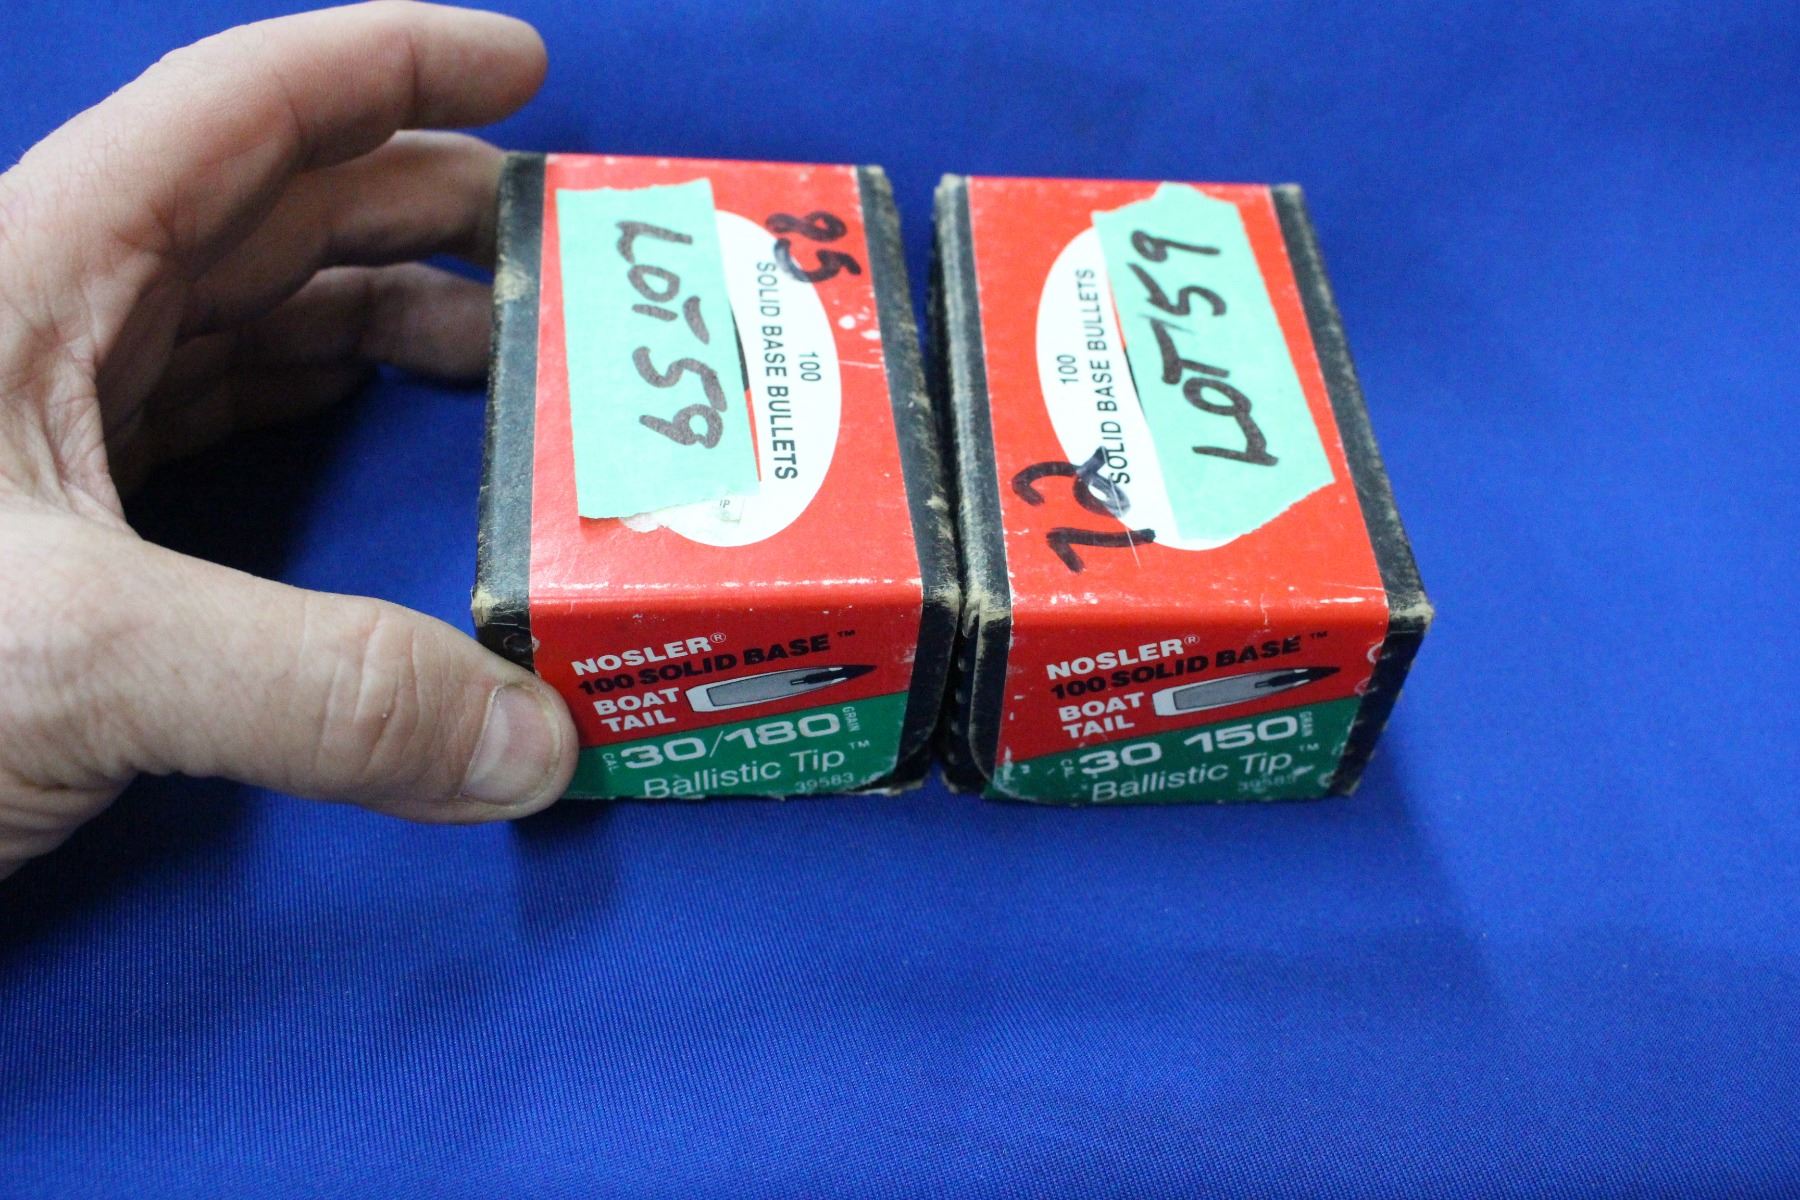 LOT 59
85
100
SOLID BASE BULLETS
NOSLER®
100 SOLID BASE™
BOAT
TAIL
CAL 30/180 GRAIN
Ballistic Tip™
39583
LOT 59
72
100
SOLID BASE BULLETS
NOSLER®
100 SOLID BASE™
BOAT
TAIL
CAL 30 150 GRAIN
Ballistic Tip™